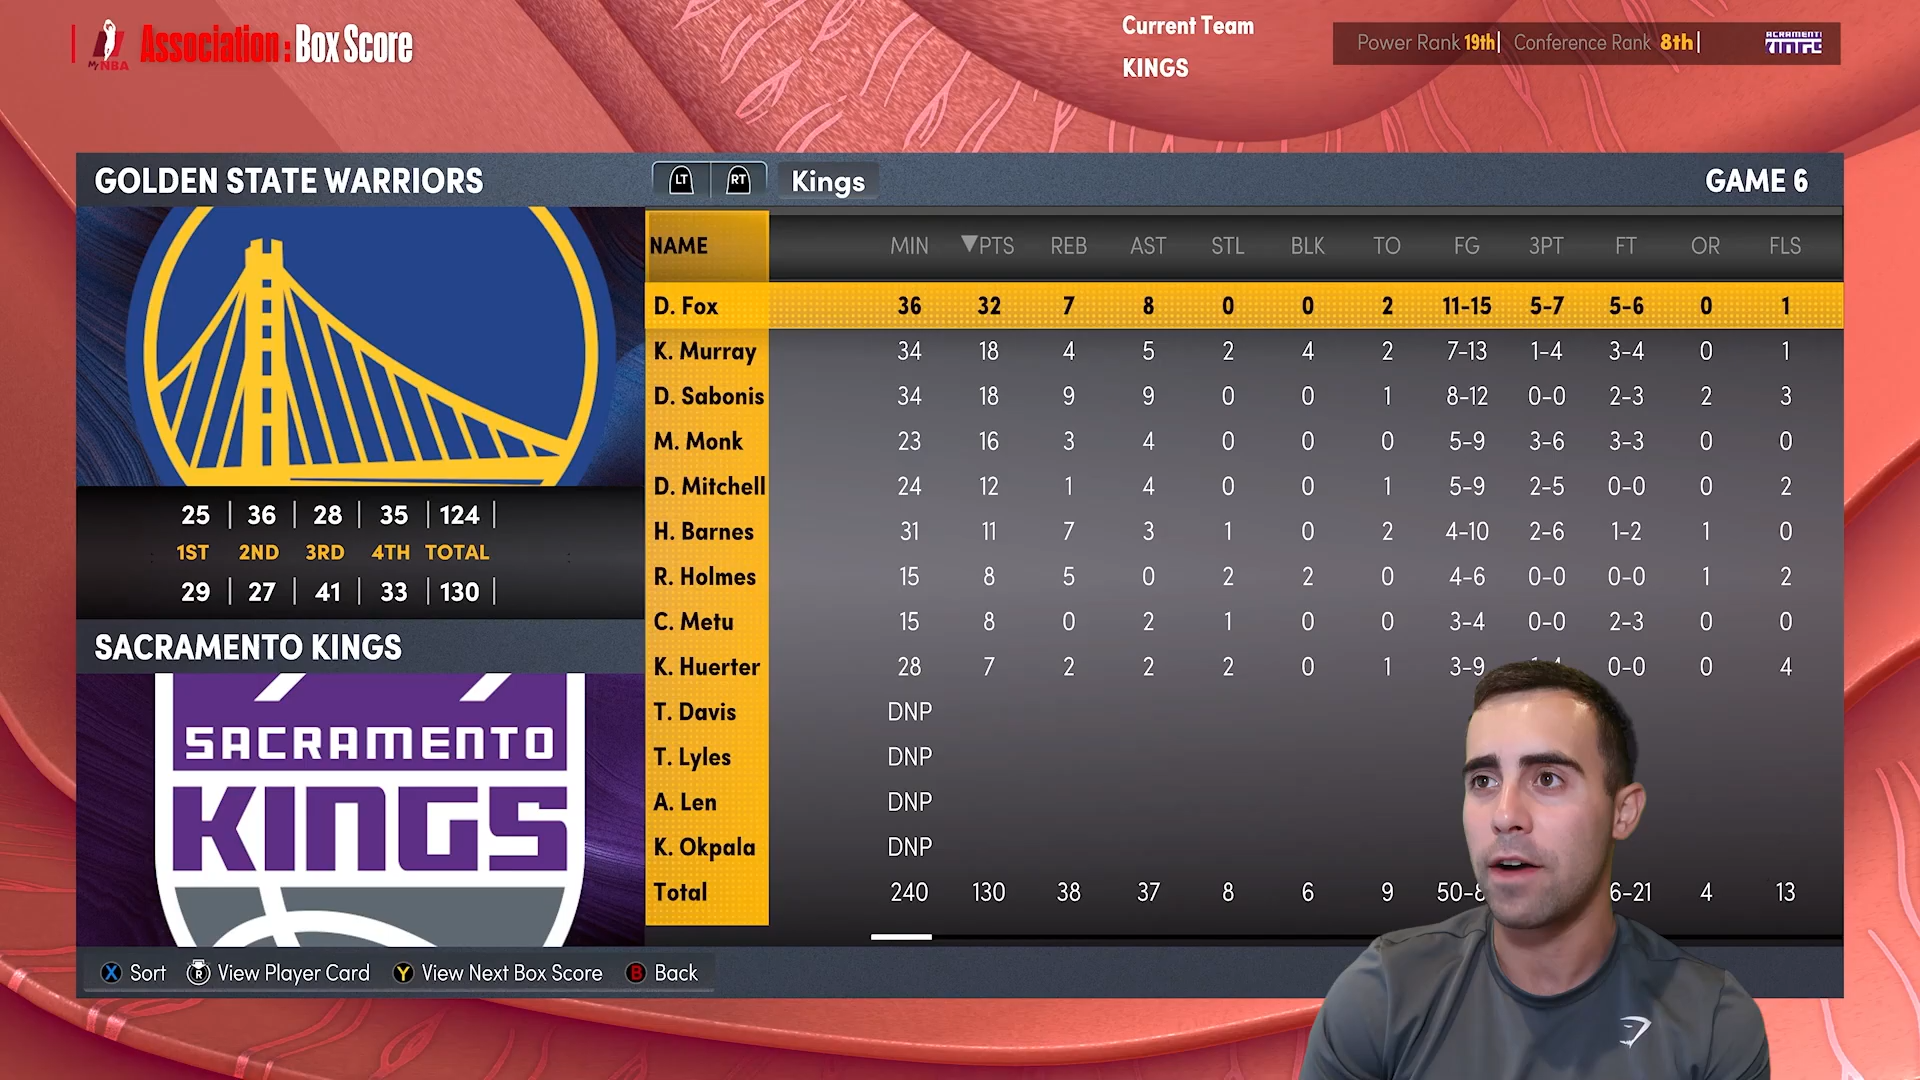 My NBA Association : Box Score
Current Team
KINGS
Power Rank 19th | Conference Rank 8th |
KINGS
GOLDEN STATE WARRIORS
LT RT Kings
GAME 6
NAME MIN PTS REB AST STL BLK TO FG 3PT FT OR FLS
D. Fox 36 32 7 8 0 0 2 11-15 5-7 5-6 0 1
K. Murray 34 18 4 5 2 4 2 7-13 1-4 3-4 0 1
D. Sabonis 34 18 9 9 0 0 1 8-12 0-0 2-3 2 3
M. Monk 23 16 3 4 0 0 0 5-9 3-6 3-3 0 0
D. Mitchell 24 12 1 4 0 0 1 5-9 2-5 0-0 0 2
H. Barnes 31 11 7 3 1 0 2 4-10 2-6 1-2 1 0
R. Holmes 15 8 5 0 2 2 0 4-6 0-0 0-0 1 2
C. Metu 15 8 0 2 1 0 0 3-4 0-0 2-3 0 0
K. Huerter 28 7 2 2 2 0 1 3-9 0-0 0 4
T. Davis DNP
T. Lyles DNP
A. Len DNP
K. Okpala DNP
Total 240 130 38 37 8 6 9 50-8 6-21 4 13
25 | 36 | 28 | 35 | 124 |
1ST 2ND 3RD 4TH TOTAL
29 | 27 | 41 | 33 | 130 |
SACRAMENTO KINGS
SACRAMENTO
KINGS
X Sort R View Player Card Y View Next Box Score B Back